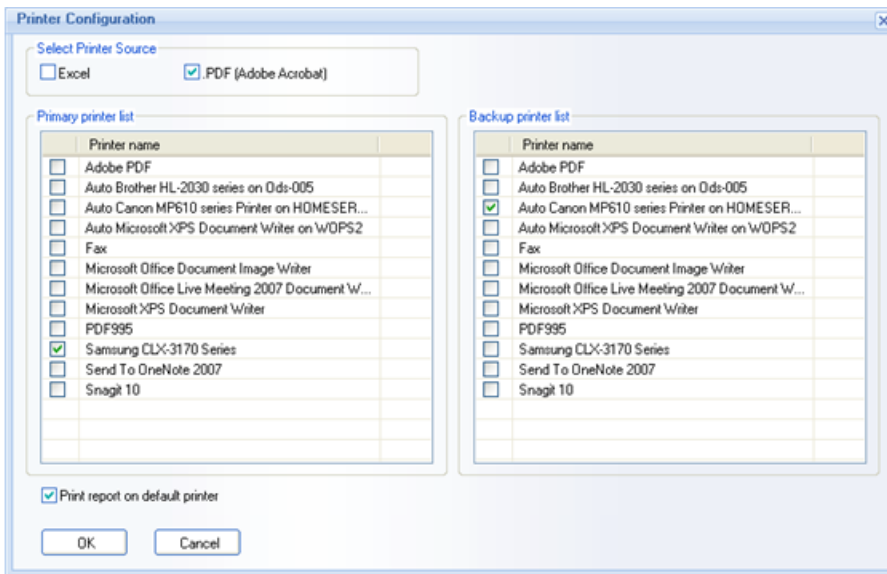 Printer Configuration
Select Printer Source
Excel
.PDF (Adobe Acrobat)
Primary printer list
Printer name
Adobe PDF
Auto Brother HL-2030 series on Ods-005
Auto Canon MP610 series Printer on HOMESER...
Auto Microsoft XPS Document Writer on WOPS2
Fax
Microsoft Office Document Image Writer
Microsoft Office Live Meeting 2007 Document W...
Microsoft XPS Document Writer
PDF995
Samsung CLX-3170 Series
Send To OneNote 2007
Snagit 10
Backup printer list
Printer name
Adobe PDF
Auto Brother HL-2030 series on Ods-005
Auto Canon MP610 series Printer on HOMESER...
Auto Microsoft XPS Document Writer on WOPS2
Fax
Microsoft Office Document Image Writer
Microsoft Office Live Meeting 2007 Document W...
Microsoft XPS Document Writer
PDF995
Samsung CLX-3170 Series
Send To OneNote 2007
Snagit 10
Print report on default printer
OK
Cancel